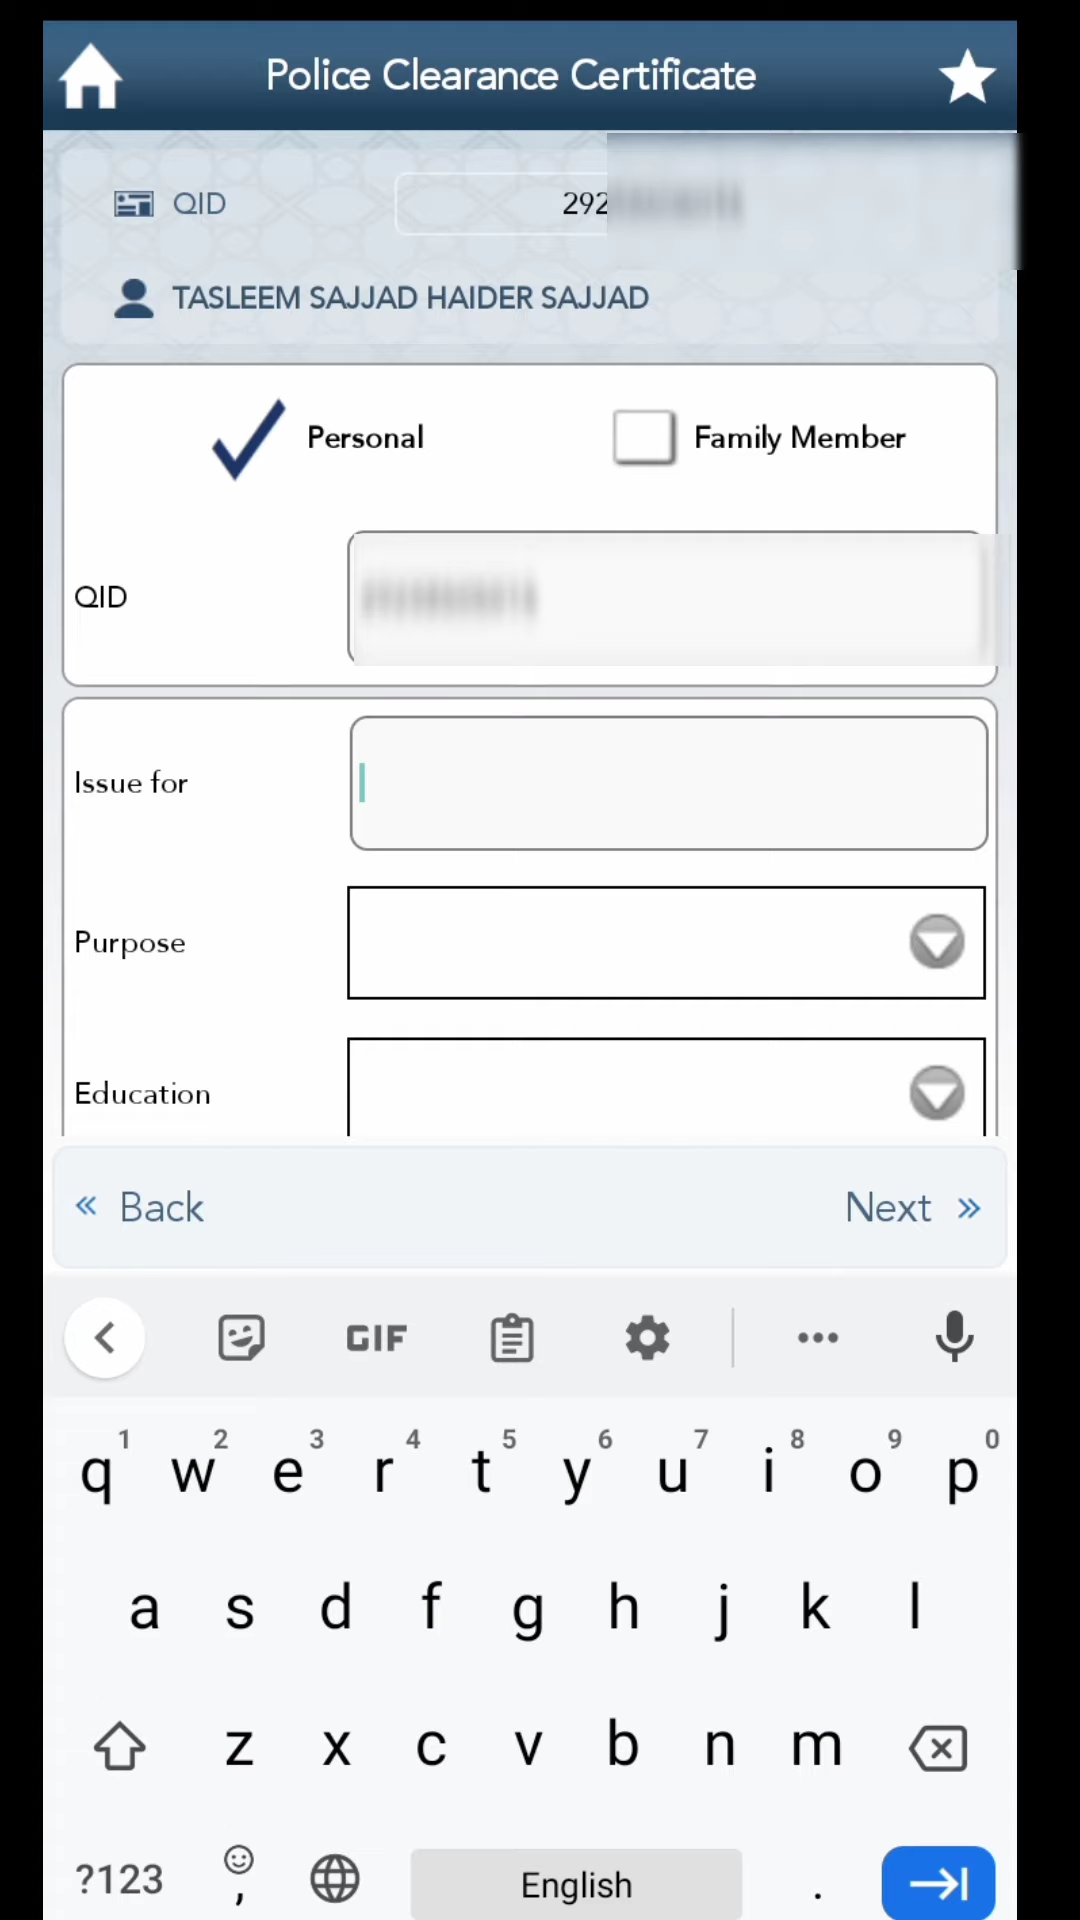 Police Clearance Certificate
QID 292
TASLEEM SAJJAD HAIDER SAJJAD
Personal Family Member
QID
Issue for
Purpose
Education
« Back Next »
GIF
1 2 3 4 5 6 7 8 9 0
q w e r t y u i o p
a s d f g h j k l
z x c v b n m
?123 , English .